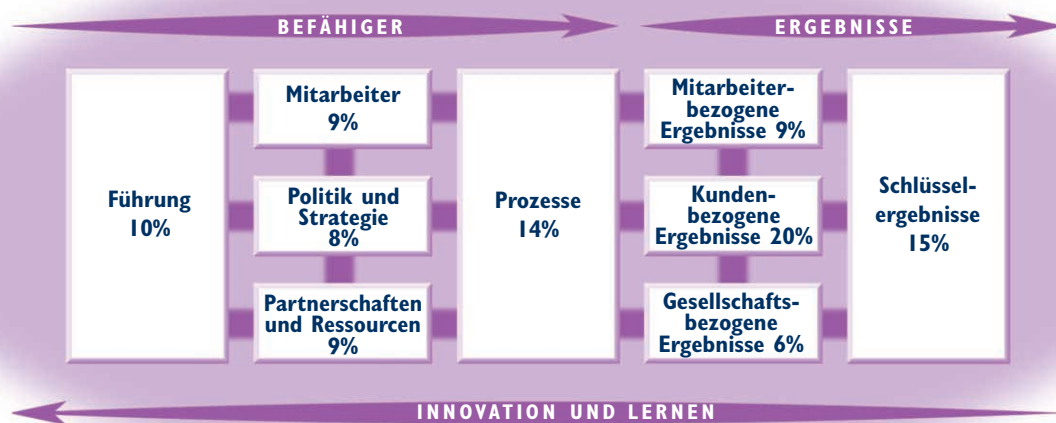 BEFÄHIGER
ERGEBNISSE
Führung
10%
Mitarbeiter
9%
Politik und
Strategie
8%
Partnerschaften
und Ressourcen
9%
Prozesse
14%
Mitarbeiter-
bezogene
Ergebnisse 9%
Kunden-
bezogene
Ergebnisse 20%
Gesellschafts-
bezogene
Ergebnisse 6%
Schlüssel-
ergebnisse
15%
INNOVATION UND LERNEN